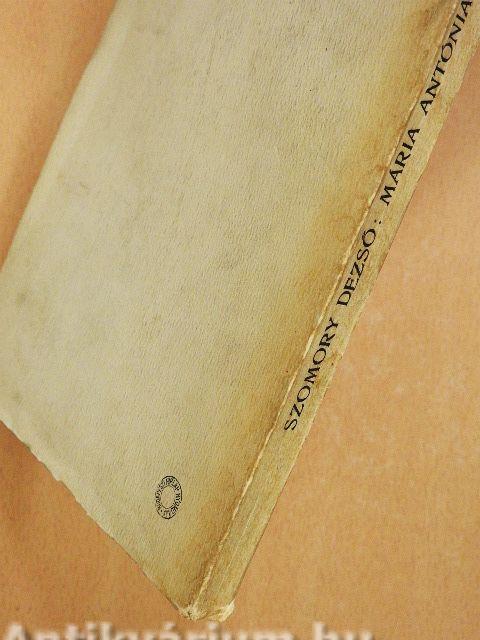 SZOMORY DEZSŐ: MÁRIA ANTÓNIA
Antikvárium.hu